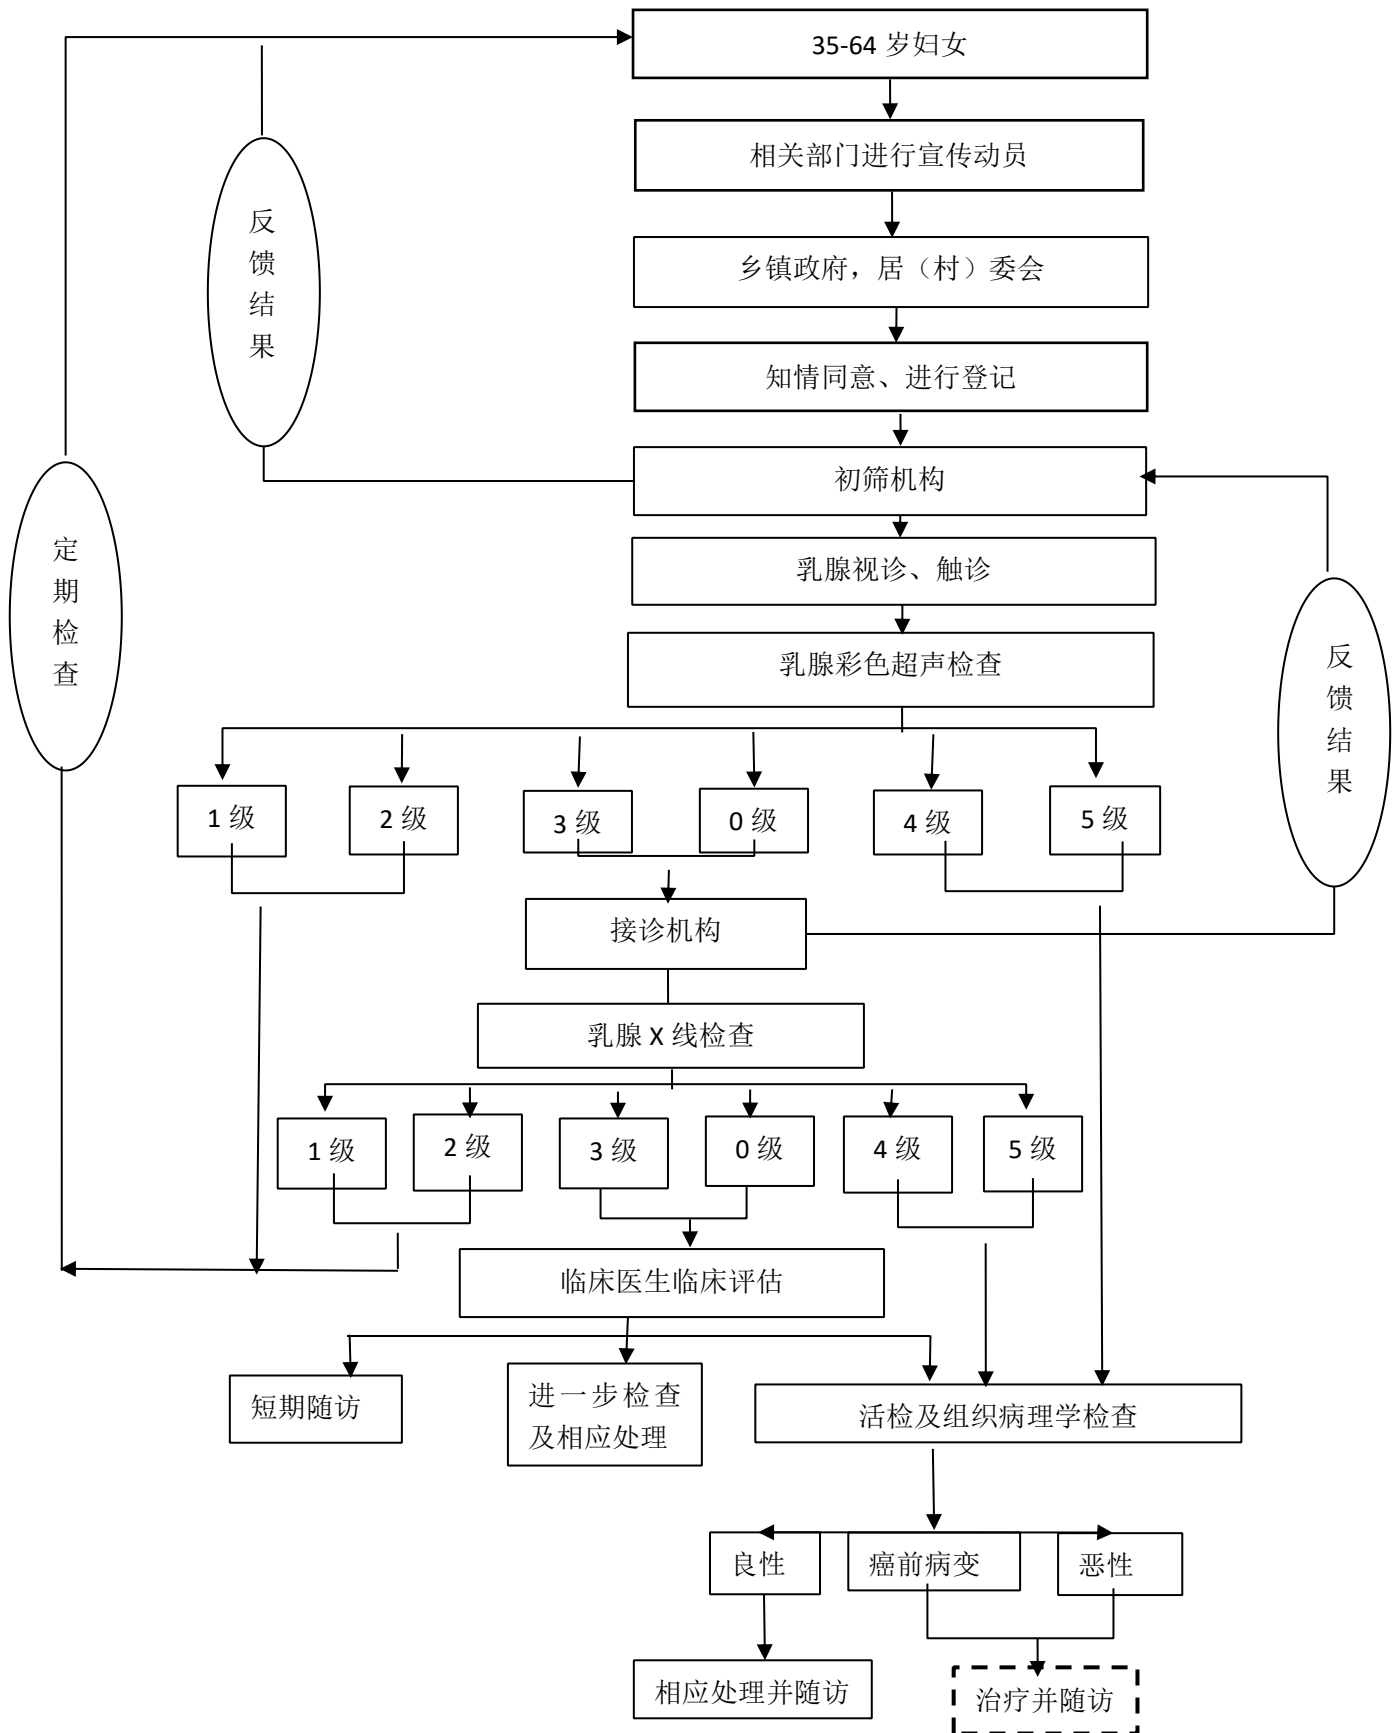 35-64 岁妇女
相关部门进行宣传动员
乡镇政府，居（村）委会
知情同意、进行登记
初筛机构
乳腺视诊、触诊
乳腺彩色超声检查
反
馈
结
果
定
期
检
查
反
馈
结
果
1 级
2 级
3 级
0 级
4 级
5 级
接诊机构
乳腺 X 线检查
1 级
2 级
3 级
0 级
4 级
5 级
临床医生临床评估
短期随访
进一步检查
及相应处理
活检及组织病理学检查
良性
癌前病变
恶性
相应处理并随访
治疗并随访